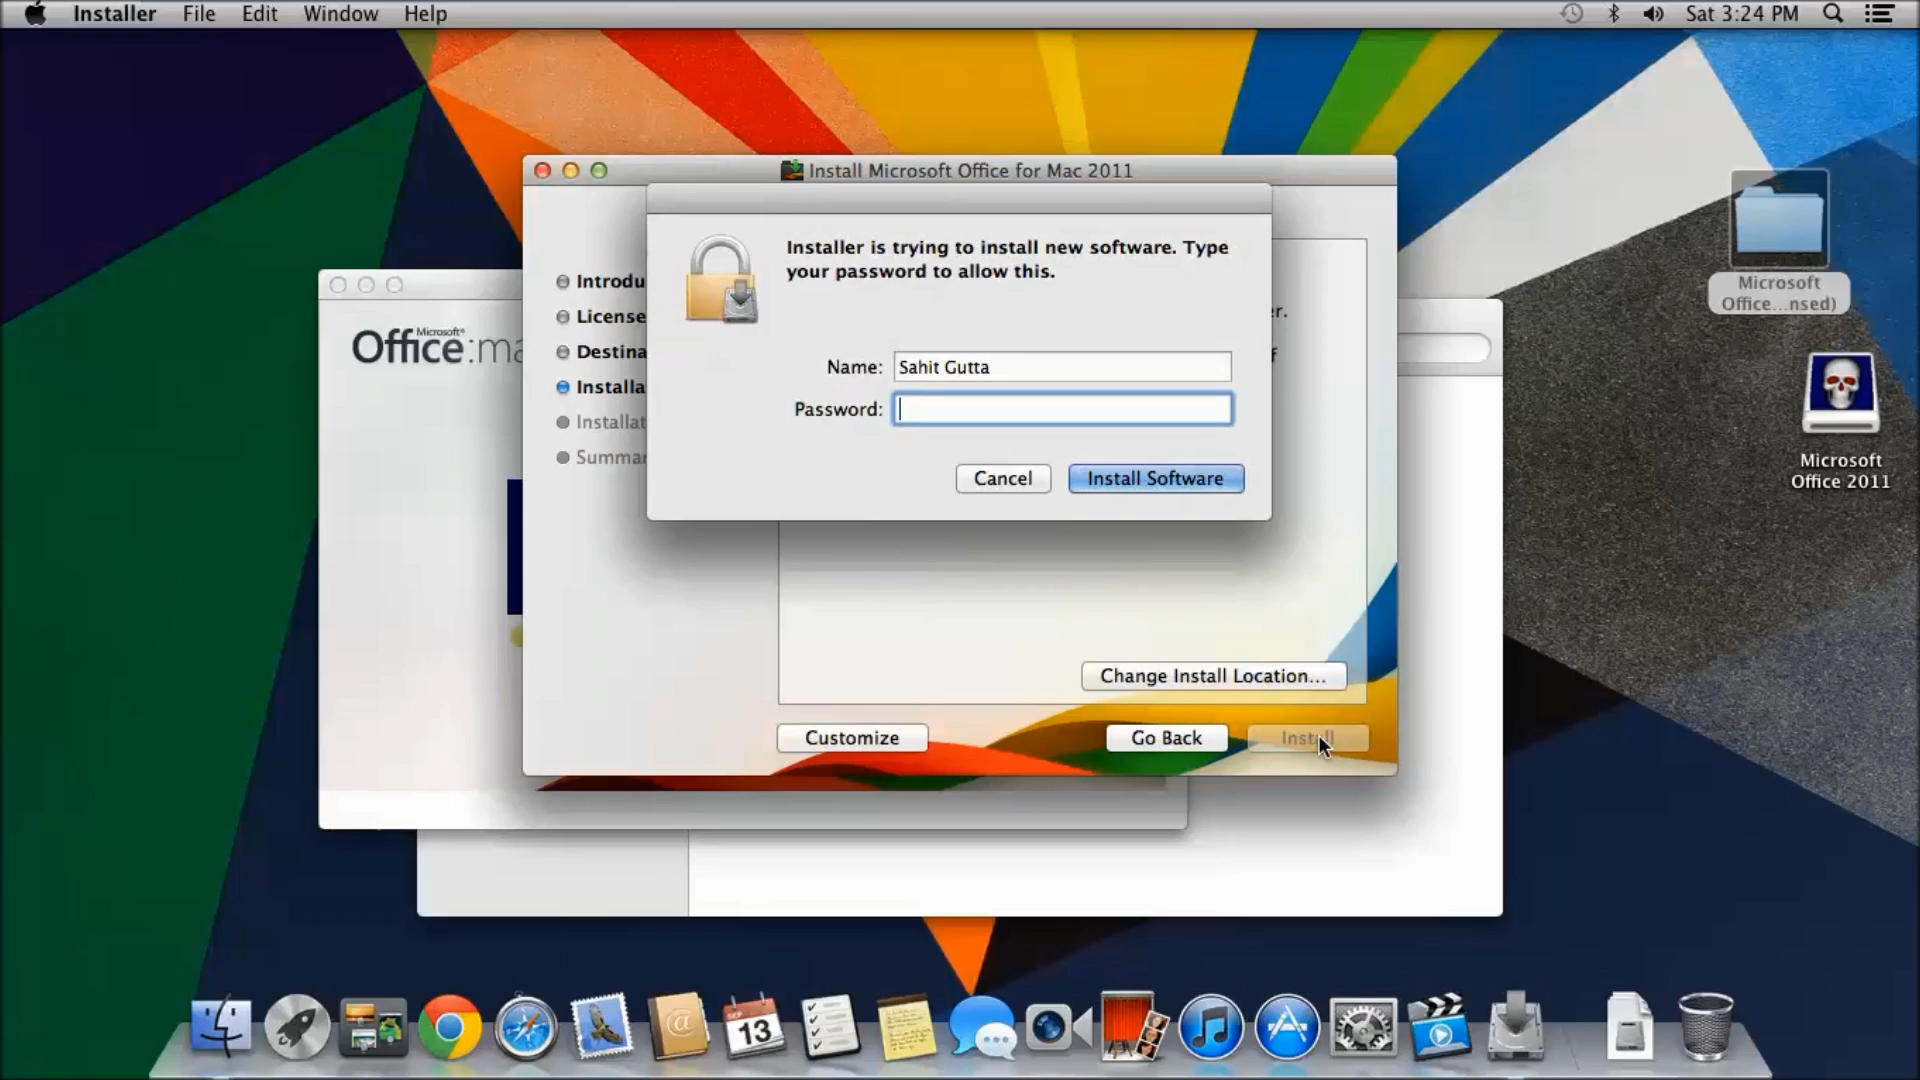 Installer File Edit Window Help
Sat 3:24 PM
Install Microsoft Office for Mac 2011
Installer is trying to install new software. Type
your password to allow this.
Name: Sahit Gutta
Password:
Cancel Install Software
Introdu
License
Destina
Installa
Installat
Summar
er.
f
Microsoft
Office:ma
Change Install Location...
Customize Go Back Install
Microsoft
Office...nsed)
Microsoft
Office 2011
SEP
13